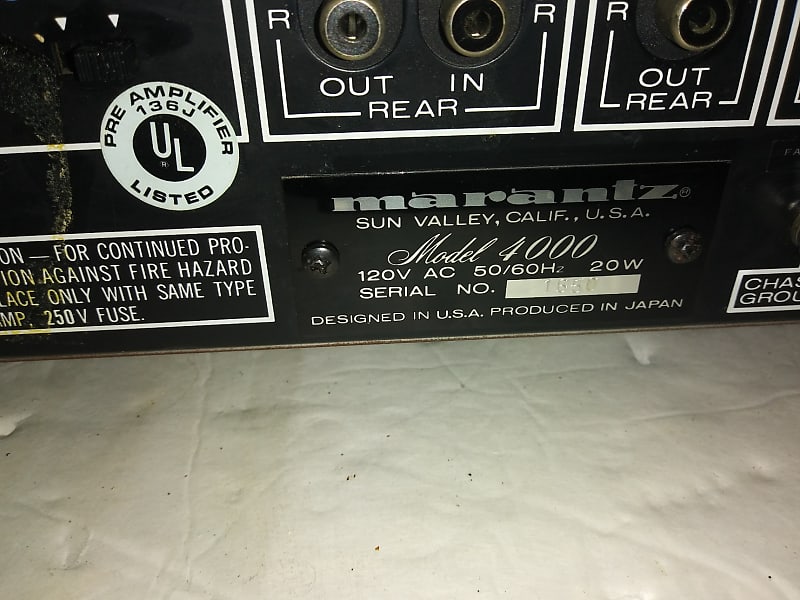 R
OUT IN
R
REAR
R
OUT
REAR
PRE AMPLIFIER
136J
UL
R
LISTED
marantz®
SUN VALLEY, CALIF., U.S.A.
Model 4000
120V AC 50/60Hz 20W
SERIAL NO.
DESIGNED IN U.S.A. PRODUCED IN JAPAN
ON — FOR CONTINUED PRO-
ION AGAINST FIRE HAZARD
LACE ONLY WITH SAME TYPE
AMP. 250V FUSE.
CHAS
GROU